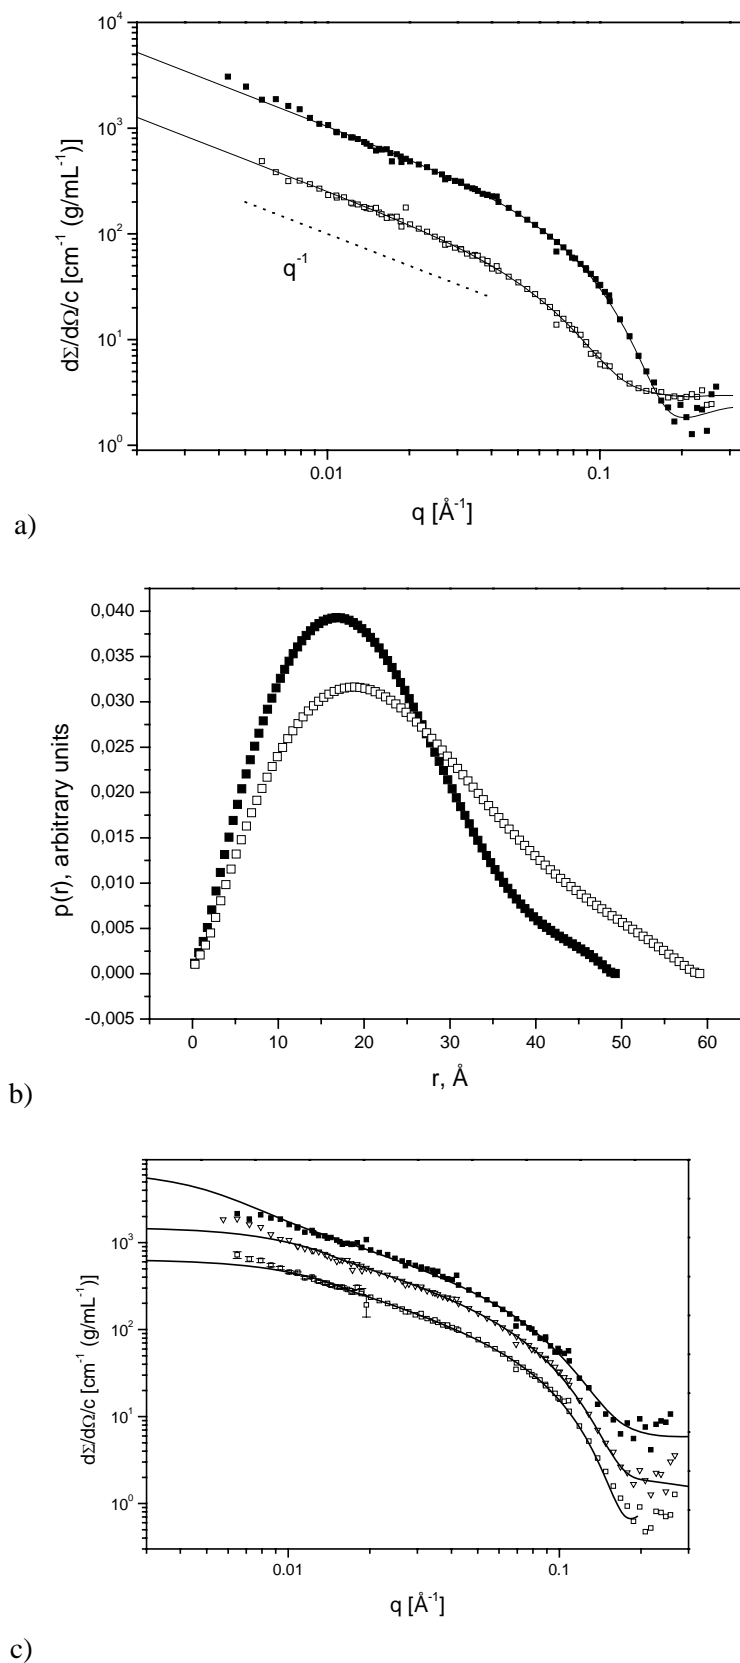 10^4
10^3
10^2
10^1
10^0
dΣ/dΩ/c [cm^-1 (g/mL^-1)]
q^-1
0.01 0.1
q [Å^-1]
a)
0,040
0,035
0,030
0,025
0,020
0,015
0,010
0,005
0,000
-0,005
p(r), arbitrary units
0 10 20 30 40 50 60
r, Å
b)
10^3
10^2
10^1
10^0
dΣ/dΩ/c [cm^-1 (g/mL^-1)]
0.01 0.1
q [Å^-1]
c)